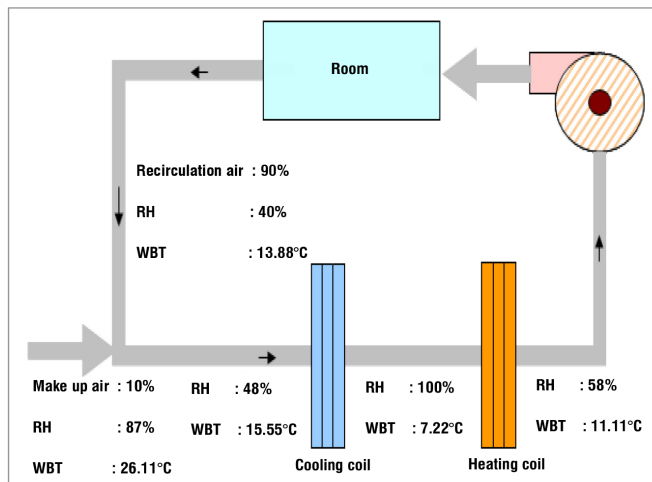 Room
Recirculation air : 90%
RH : 40%
WBT : 13.88°C
Make up air : 10%
RH : 87%
WBT : 26.11°C
RH : 48%
WBT : 15.55°C
RH : 100%
WBT : 7.22°C
RH : 58%
WBT : 11.11°C
Cooling coil
Heating coil